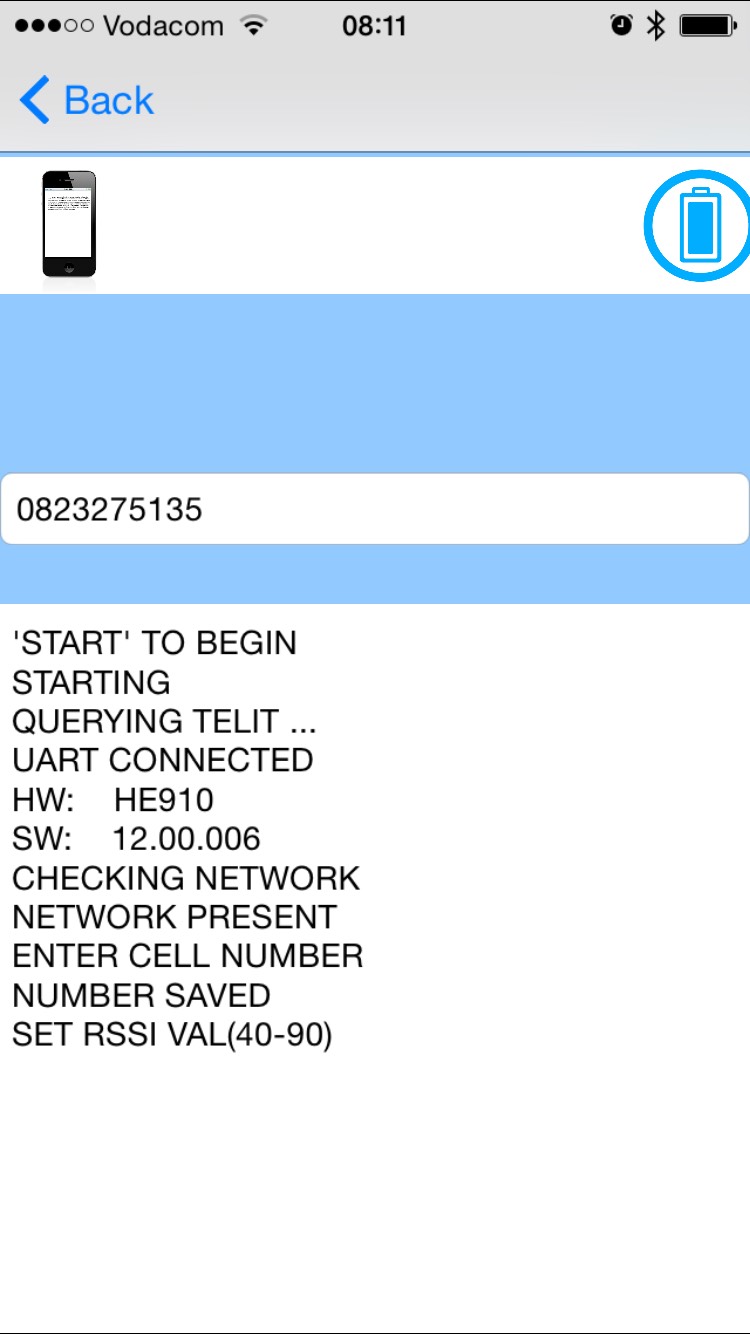 ●●●○○ Vodacom 08:11
Back
0823275135
'START' TO BEGIN
STARTING
QUERYING TELIT ...
UART CONNECTED
HW: HE910
SW: 12.00.006
CHECKING NETWORK
NETWORK PRESENT
ENTER CELL NUMBER
NUMBER SAVED
SET RSSI VAL(40-90)